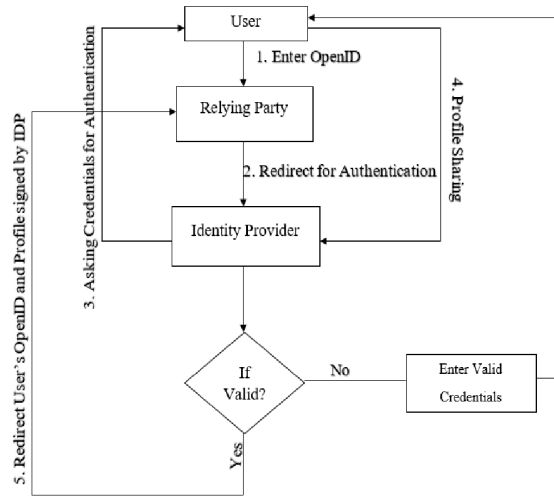 User
1. Enter OpenID
Relying Party
2. Redirect for Authentication
3. Asking Credentials for Authentication
4. Profile Sharing
Identity Provider
5. Redirect User's OpenID and Profile signed by IDP
If
Valid?
No
Enter Valid
Credentials
Yes